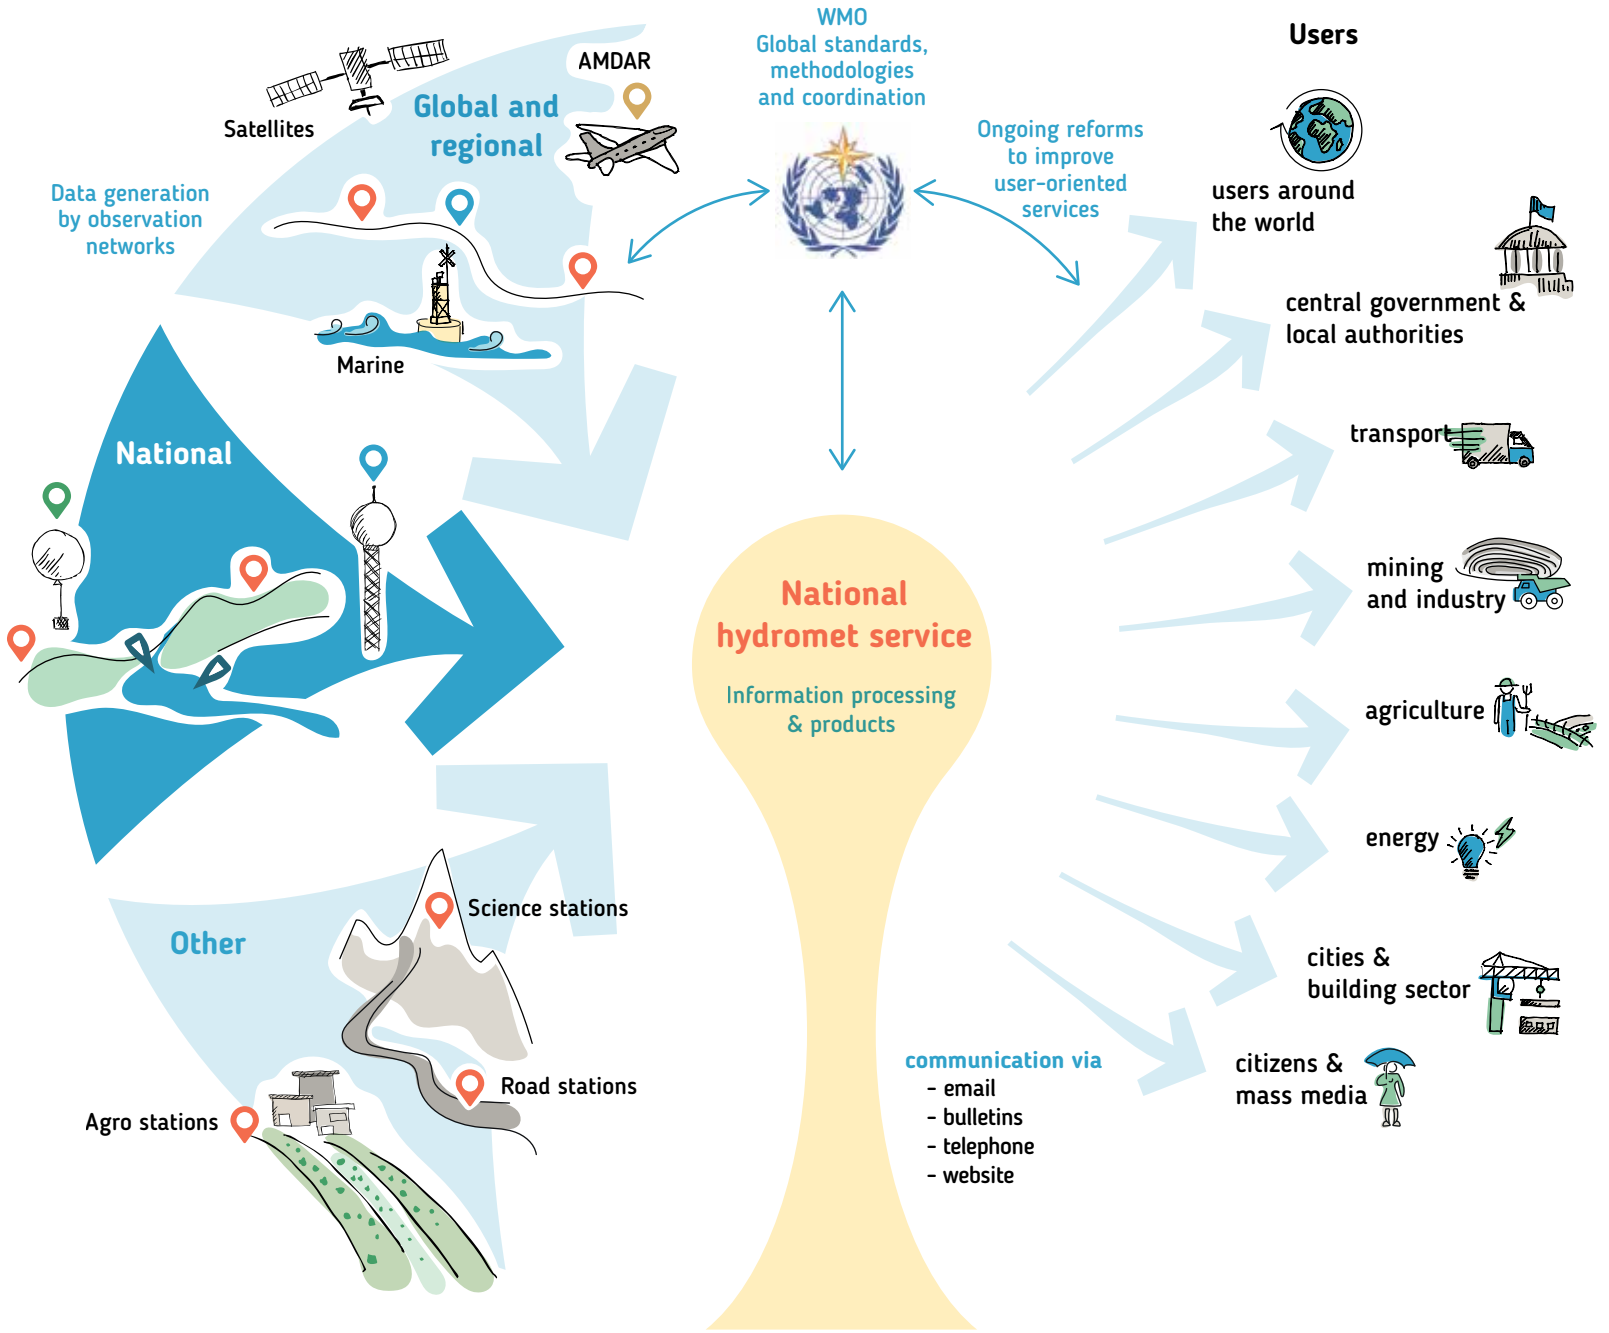 WMO
Global standards,
methodologies
and coordination
Users
AMDAR
Satellites
Global and
regional
Data generation
by observation
networks
Ongoing reforms
to improve
user-oriented
services
users around
the world
central government &
local authorities
Marine
National
transport
mining
and industry
National
hydromet service
Information processing
& products
agriculture
energy
Other
Science stations
cities &
building sector
Road stations
Agro stations
communication via
- email
- bulletins
- telephone
- website
citizens &
mass media